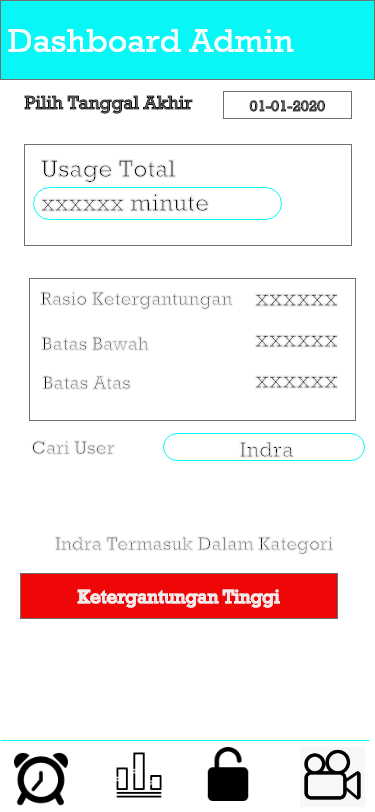 Dashboard Admin
Pilih Tanggal Akhir 01-01-2020
Usage Total
xxxxxx minute
Rasio Ketergantungan xxxxxx
Batas Bawah xxxxxx
Batas Atas xxxxxx
Cari User Indra
Indra Termasuk Dalam Kategori
Ketergantungan Tinggi